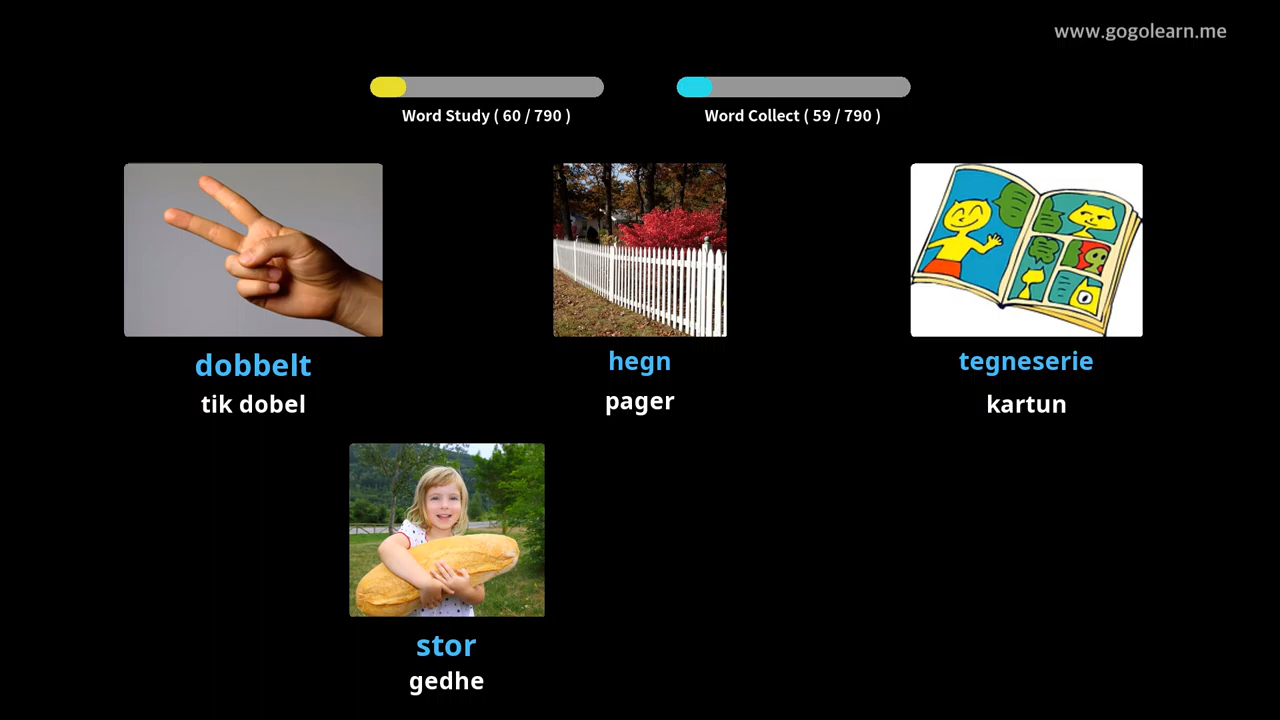 www.gogolearn.me
Word Study ( 60 / 790 )
Word Collect ( 59 / 790 )
dobbelt
tik dobel
hegn
pager
tegneserie
kartun
stor
gedhe